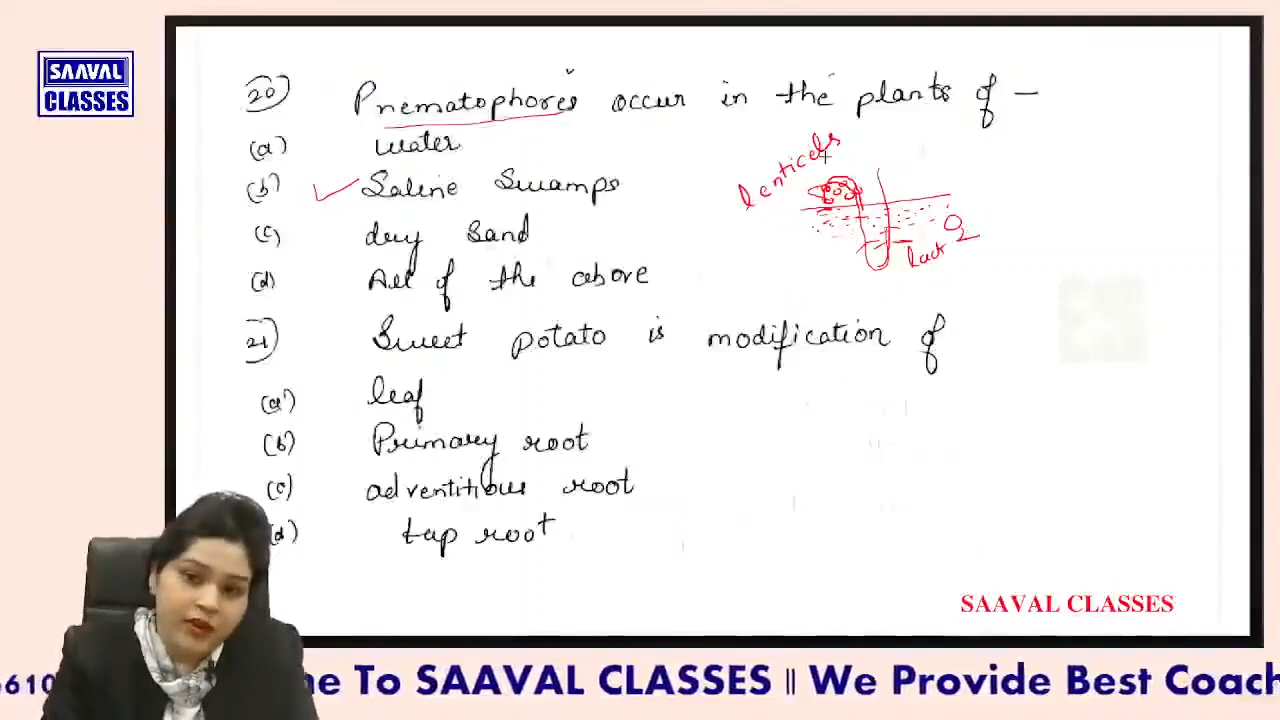 SAAVAL
CLASSES
20) Pnematophores occur in the plants of —
(a) water
(b) Saline Swamps
(c) dry Sand
(d) All of the above
lenticels
O2
lack
21) Sweet potato is modification of
(a) leaf
(b) Primary root
(c) adventitious root
(d) tap root
SAAVAL CLASSES
6610 me To SAAVAL CLASSES || We Provide Best Coach